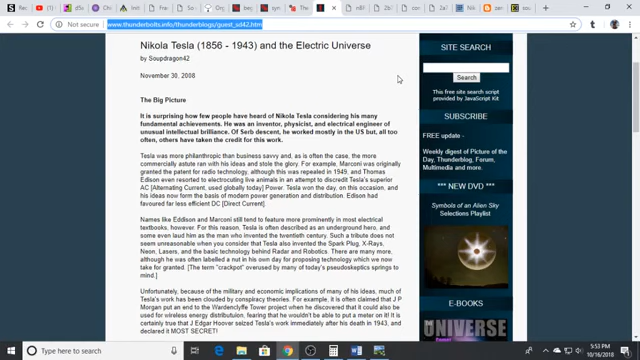 Not secure
www.thunderbolts.info/thunderblogs/guest_sd42.htm
Nikola Tesla (1856 - 1943) and the Electric Universe
by Soupdragon42
November 30, 2008
The Big Picture
It is surprising how few people have heard of Nikola Tesla considering his many
fundamental achievements. He was an inventor, physicist, and electrical engineer of
unusual intellectual brilliance. Of Serb descent, he worked mostly in the US but, all too
often, others have taken the credit for this work.
Tesla was more philanthropic than business savvy and, as is often the case, the more
commercially astute ran with his ideas and stole the glory. For example, Marconi was originally
granted the patent for radio technology, although this was repealed in 1949, and Thomas
Edison even resorted to electrocuting live animals in an attempt to discredit Tesla's superior
AC [Alternating Current, used globally today] Power. Tesla won the day, on this occasion, and
his ideas now form the basis of modern power generation and distribution. Edison had
favoured far less efficient DC [Direct Current].
Names like Eddison and Marconi still tend to feature more prominently in most electrical
textbooks, however. For this reason, Tesla is often described as an underground hero, and
some even laud him as the man who invented the twentieth century. Such a tribute does not
seem unreasonable when you consider that Tesla also invented the Spark Plug, X-Rays,
Neon, Lasers, and the basic technology behind Radar and Robotics. There are many more,
although he was often labelled a nut in his own day for proposing technology which we now
take for granted. [The term "crackpot" overused by many of today's pseudoskeptics springs to
mind.]
Unfortunately, because of the military and economic implications of many of his ideas, much
of Tesla's work has been clouded by conspiracy theories. For example, it is often claimed that J P
Morgan put an end to the Wardenclyffe Tower project when he discovered that it could also be
used for wireless energy distribution, fearing that he wouldn't be able to put a meter on it! It is
certainly true that J Edgar Hoover seized Tesla's work immediately after his death in 1943, and
declared it MOST SECRET!
SITE SEARCH
Search
This free site search script
provided by JavaScript Kit
SUBSCRIBE
FREE update -
Weekly digest of Picture of the
Day, Thunderblog, Forum,
Multimedia and more.
** NEW DVD **
Symbols of an Alien Sky
Selections Playlist
E-BOOKS
UNIVERSE
Type here to search
5:53 PM
10/16/2018